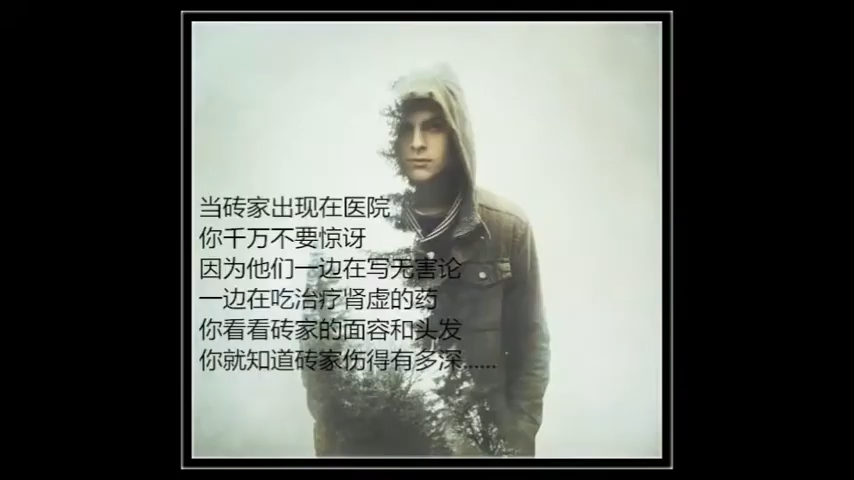 当砖家出现在医院
你千万不要惊讶
因为他们一边在写无害论
一边在吃治疗肾虚的药
你看看砖家的面容和头发
你就知道砖家伤得有多深......